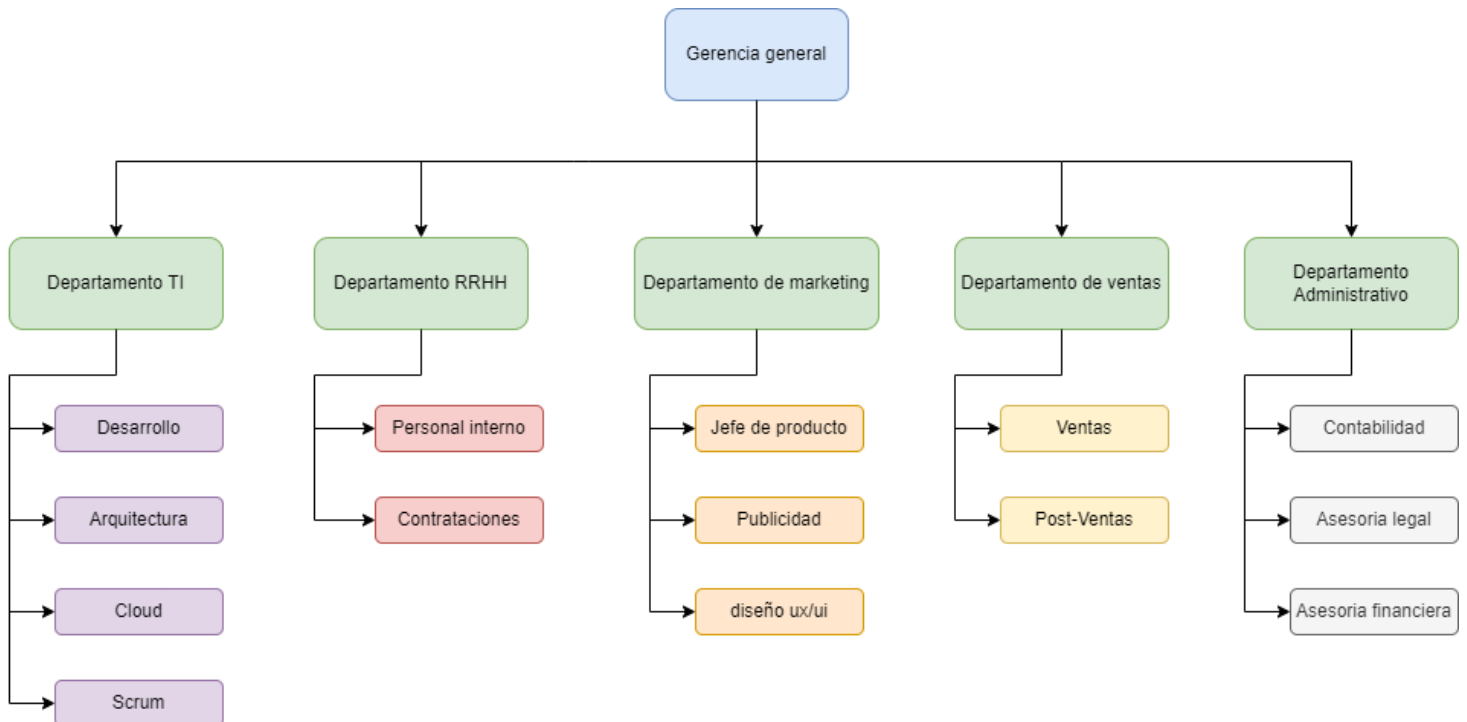 Gerencia general
Departamento TI
Departamento RRHH
Departamento de marketing
Departamento de ventas
Departamento
Administrativo
Desarrollo
Personal interno
Jefe de producto
Ventas
Contabilidad
Arquitectura
Contrataciones
Publicidad
Post-Ventas
Asesoria legal
Cloud
diseño ux/ui
Asesoria financiera
Scrum